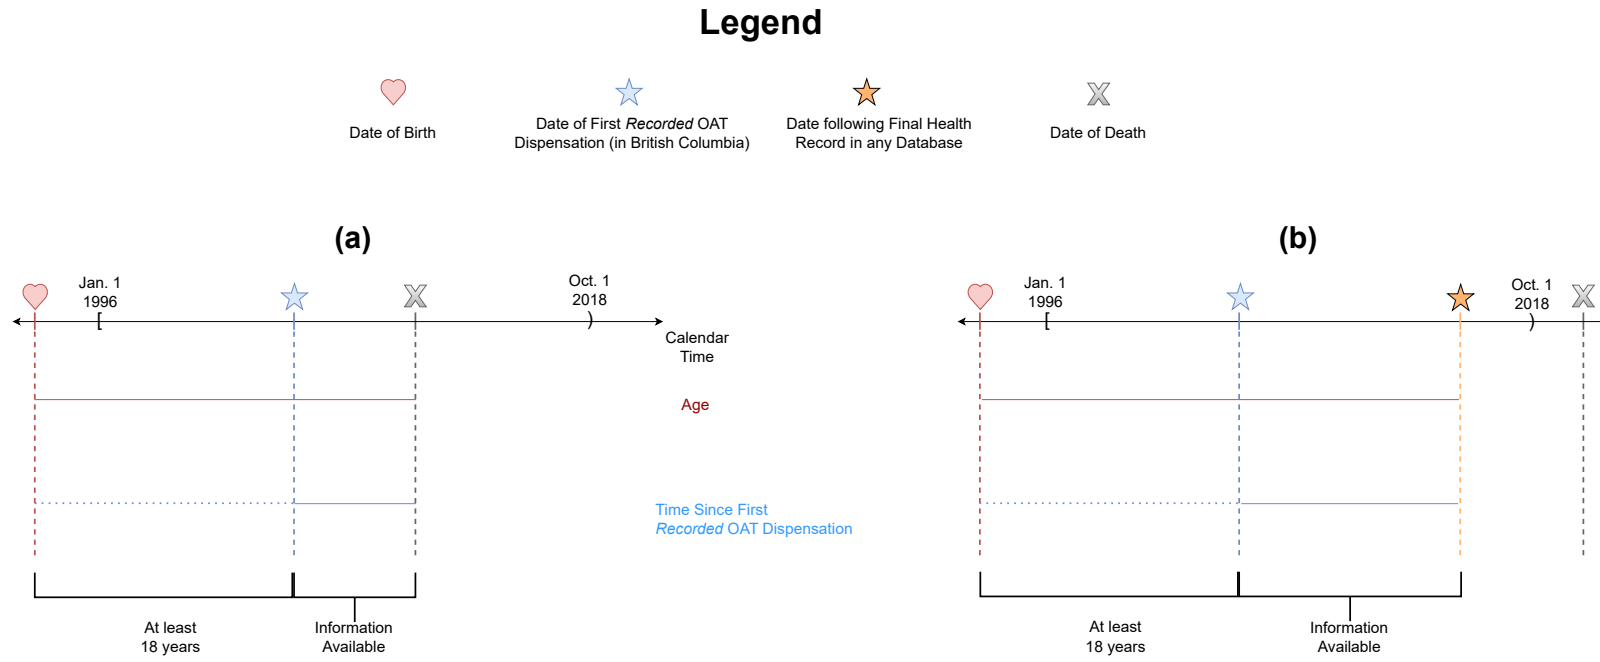 Legend
Date of Birth
Date of First Recorded OAT
Dispensation (in British Columbia)
Date following Final Health
Record in any Database
Date of Death
(a)
Jan. 1
1996
[
Oct. 1
2018
)
Calendar
Time
Age
Time Since First
Recorded OAT Dispensation
At least
18 years
Information
Available
(b)
Jan. 1
1996
[
Oct. 1
2018
)
At least
18 years
Information
Available